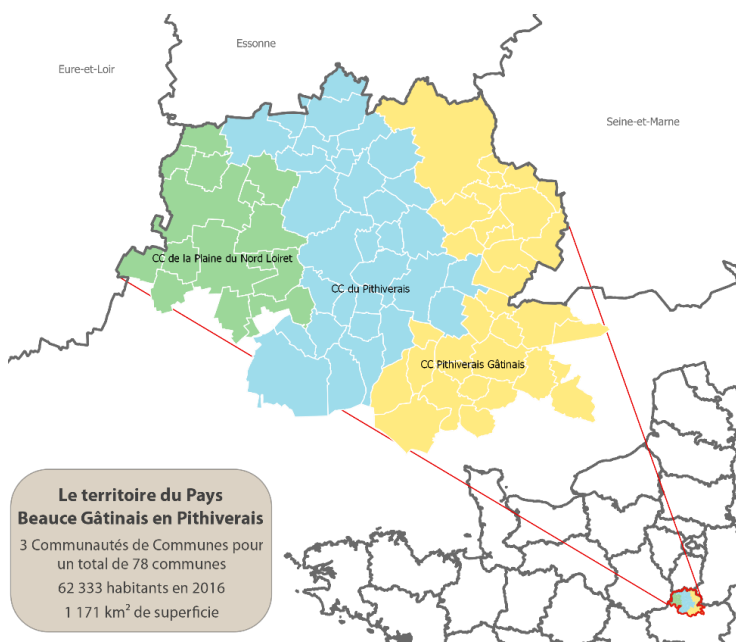 Essonne
Eure-et-Loir
Seine-et-Marne
CC de la Plaine du Nord Loiret
CC du Pithiverais
CC Pithiverais Gâtinais
Le territoire du Pays
Beauce Gâtinais en Pithiverais
3 Communautés de Communes pour
un total de 78 communes
62 333 habitants en 2016
1 171 km² de superficie